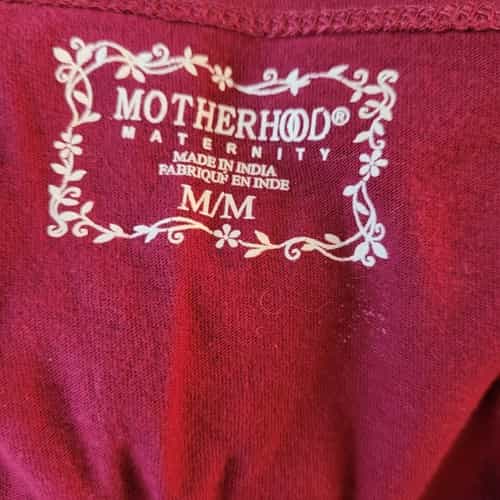 MOTHERHOOD®
MATERNITY
MADE IN INDIA
FABRIQUÉ EN INDE
M/M